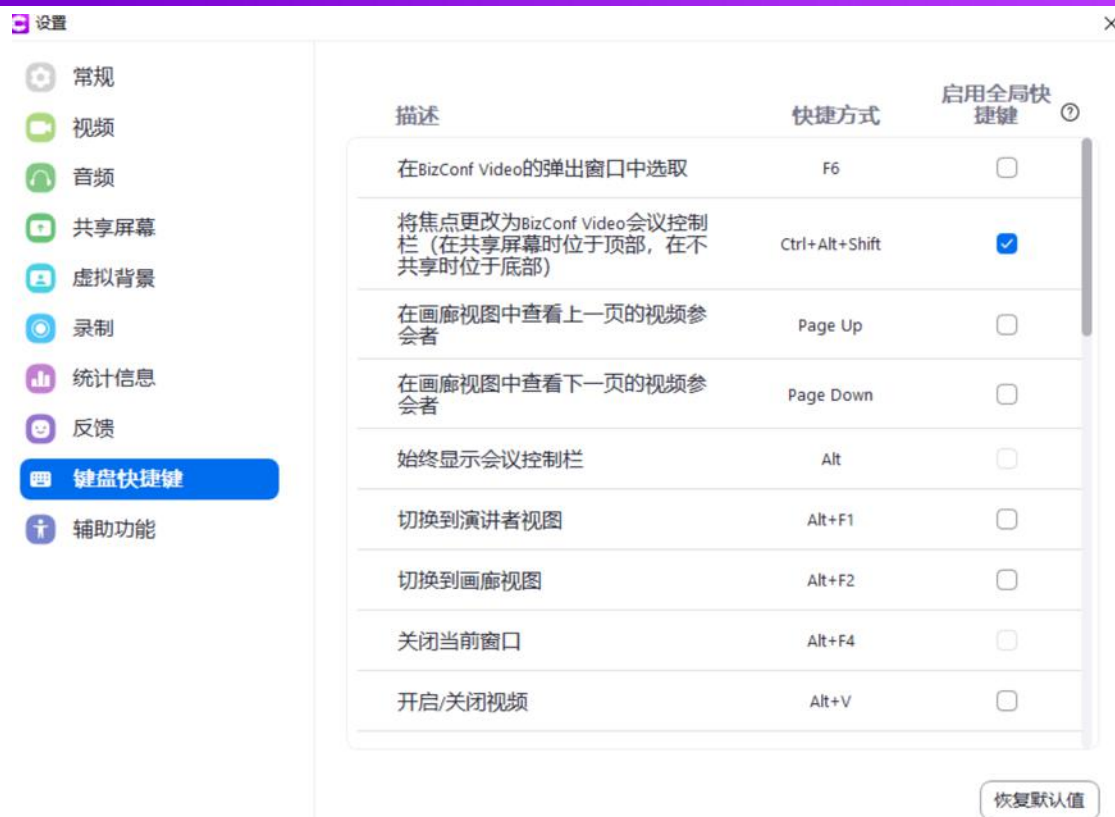 设置
常规
视频
音频
共享屏幕
虚拟背景
录制
统计信息
反馈
键盘快捷键
辅助功能
描述
快捷方式
启用全局快
捷键
在BizConf Video的弹出窗口中选取
F6
将焦点更改为BizConf Video会议控制
栏（在共享屏幕时位于顶部，在不
共享时位于底部）
Ctrl+Alt+Shift
在画廊视图中查看上一页的视频参
会者
Page Up
在画廊视图中查看下一页的视频参
会者
Page Down
始终显示会议控制栏
Alt
切换到演讲者视图
Alt+F1
切换到画廊视图
Alt+F2
关闭当前窗口
Alt+F4
开启/关闭视频
Alt+V
恢复默认值